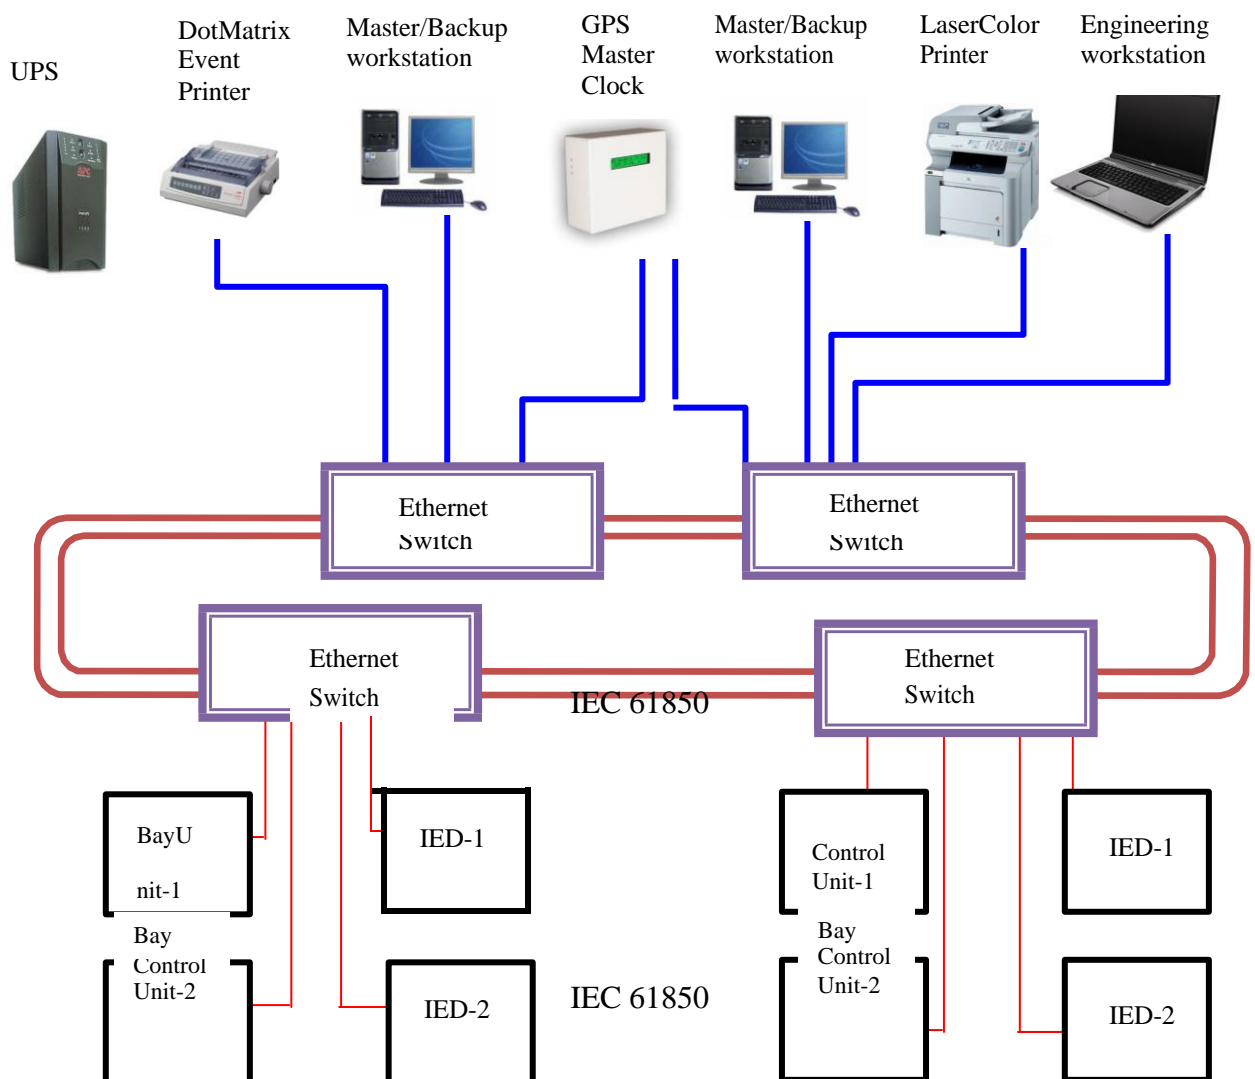 UPS
DotMatrix
Event
Printer
Master/Backup
workstation
GPS
Master
Clock
Master/Backup
workstation
LaserColor
Printer
Engineering
workstation
APC
Ethernet
Switch
Ethernet
Switch
Ethernet
Switch
Ethernet
Switch
IEC 61850
BayU
nit-1
IED-1
Control
Unit-1
IED-1
Bay
Control
Unit-2
IED-2
IEC 61850
Bay
Control
Unit-2
IED-2